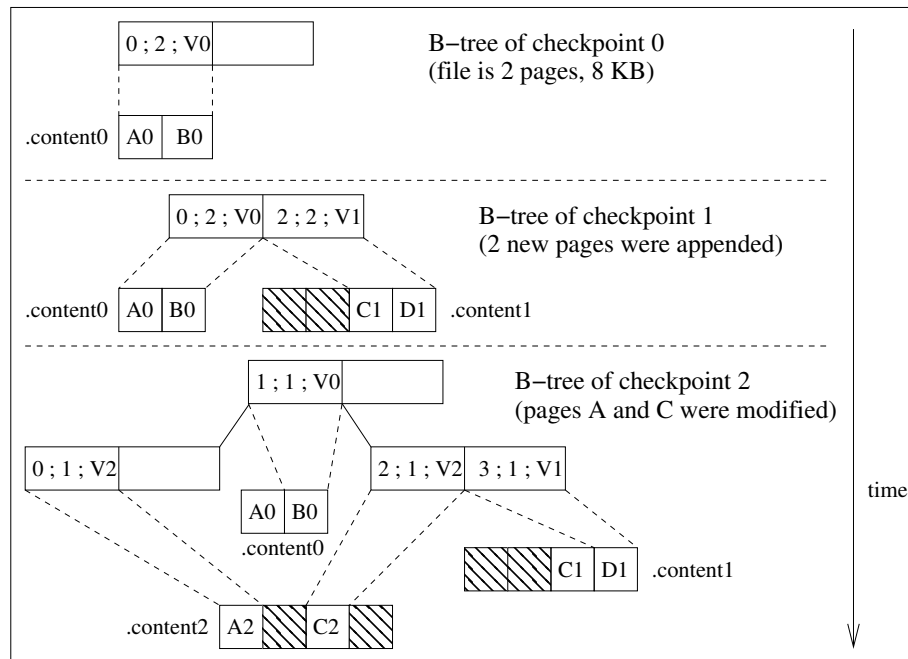 0 ; 2 ; V0
B−tree of checkpoint 0
(file is 2 pages, 8 KB)
.content0 A0 B0
0 ; 2 ; V0 2 ; 2 ; V1
B−tree of checkpoint 1
(2 new pages were appended)
.content0 A0 B0 C1 D1 .content1
1 ; 1 ; V0
B−tree of checkpoint 2
(pages A and C were modified)
0 ; 1 ; V2 2 ; 1 ; V2 3 ; 1 ; V1
time
A0 B0
.content0
C1 D1 .content1
.content2 A2 C2